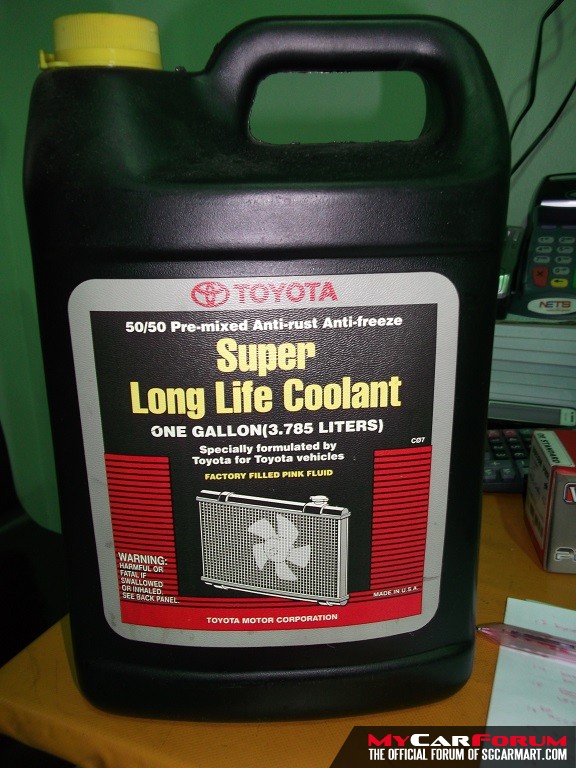 TOYOTA
50/50 Pre-mixed Anti-rust Anti-freeze
Super
Long Life Coolant
ONE GALLON(3.785 LITERS)
CØ7
Specially formulated by
Toyota for Toyota vehicles
FACTORY FILLED PINK FLUID
WARNING:
HARMFUL OR
FATAL IF
SWALLOWED
OR INHALED.
SEE BACK PANEL.
MADE IN U.S.A.
TOYOTA MOTOR CORPORATION
NETS
MYCARFORUM
THE OFFICIAL FORUM OF SGCARMART.COM